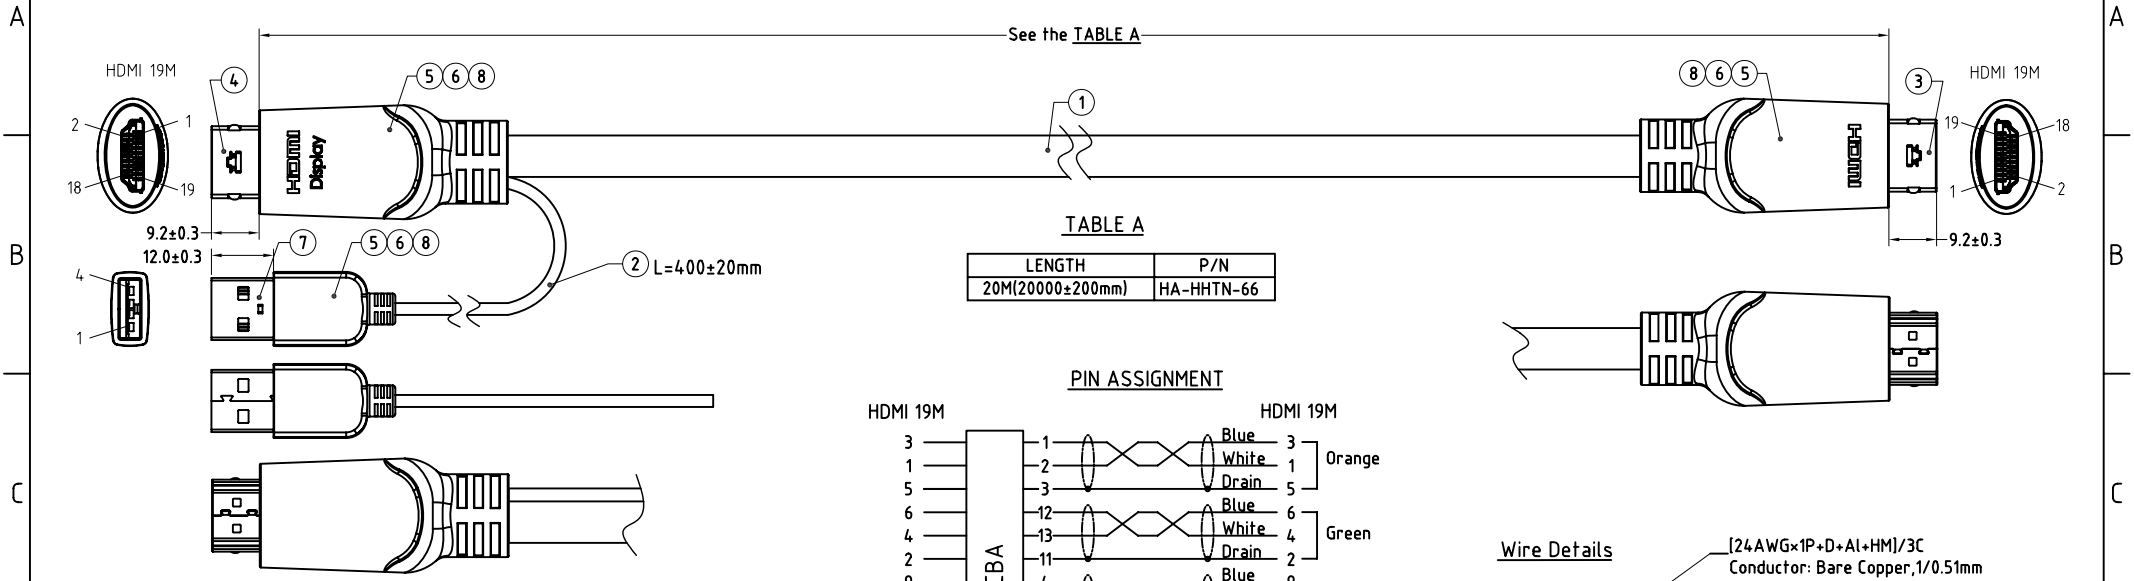 A
A
See the TABLE A
HDMI 19M
4
5 6 8
1
8 6 5
3
HDMI 19M
2
1
18
19
HDMI
Display
HDMI
19
18
1
2
9.2±0.3
12.0±0.3
7
5 6 8
2 L=400±20mm
9.2±0.3
B
B
TABLE A
LENGTH P/N
20M(20000±200mm) HA-HHTN-66
4
1
PIN ASSIGNMENT
HDMI 19M
HDMI 19M
3 1 Blue 3
1 2 White 1 Orange
5 3 Drain 5
6 12 Blue 6
4 13 White 4 Green
2 11 Drain 2
Blue
EBA
C
C
Wire Details
[24AWG×1P+D+AL+HM]/3C
Conductor: Bare Copper,1/0.51mm